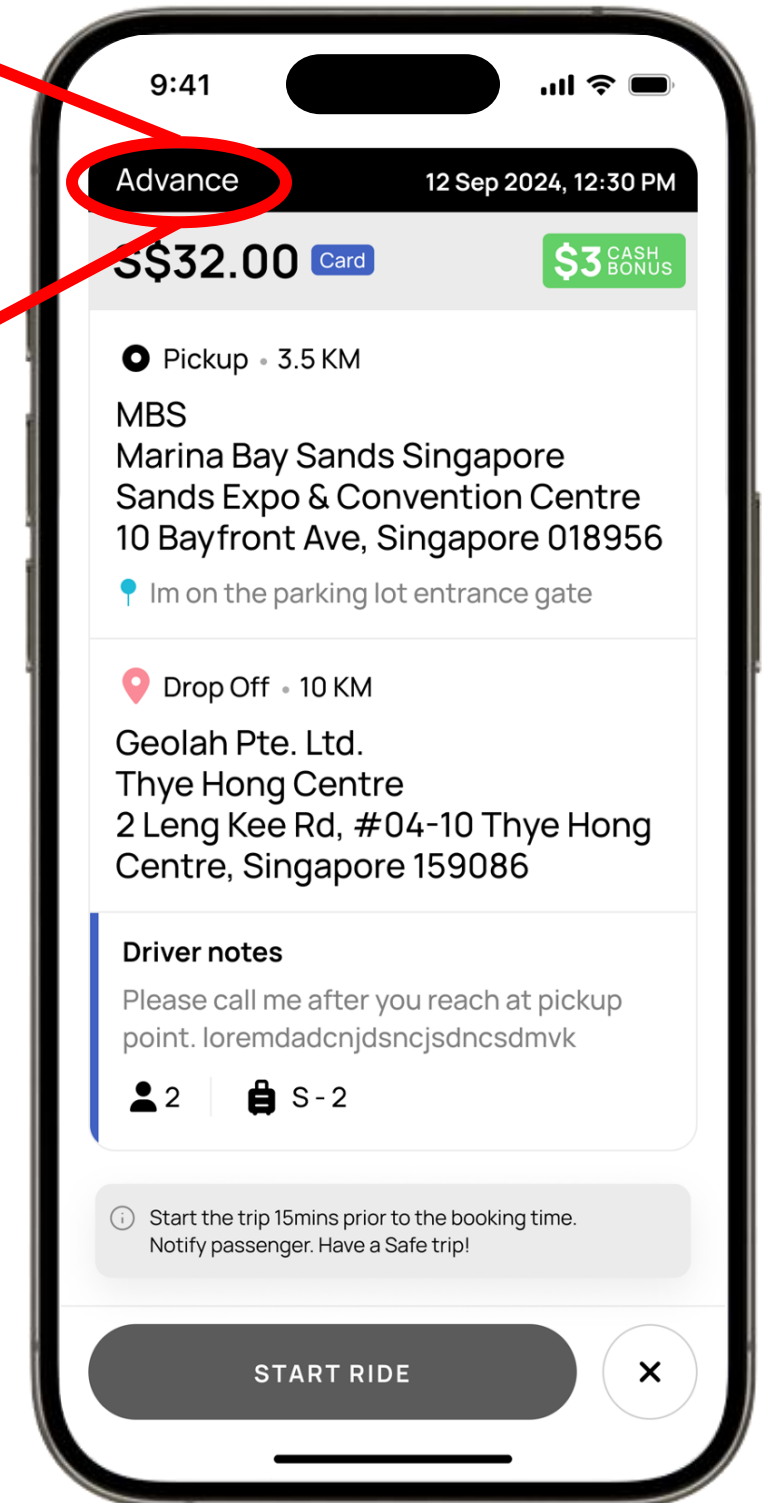 9:41
Advance 12 Sep 2024, 12:30 PM
S$32.00 Card $3 CASH BONUS
Pickup • 3.5 KM
MBS
Marina Bay Sands Singapore
Sands Expo & Convention Centre
10 Bayfront Ave, Singapore 018956
Im on the parking lot entrance gate
Drop Off • 10 KM
Geolah Pte. Ltd.
Thye Hong Centre
2 Leng Kee Rd, #04-10 Thye Hong
Centre, Singapore 159086
Driver notes
Please call me after you reach at pickup
point. loremdadcnjdsncjsdncsdmvk
2 S - 2
Start the trip 15mins prior to the booking time.
Notify passenger. Have a Safe trip!
START RIDE